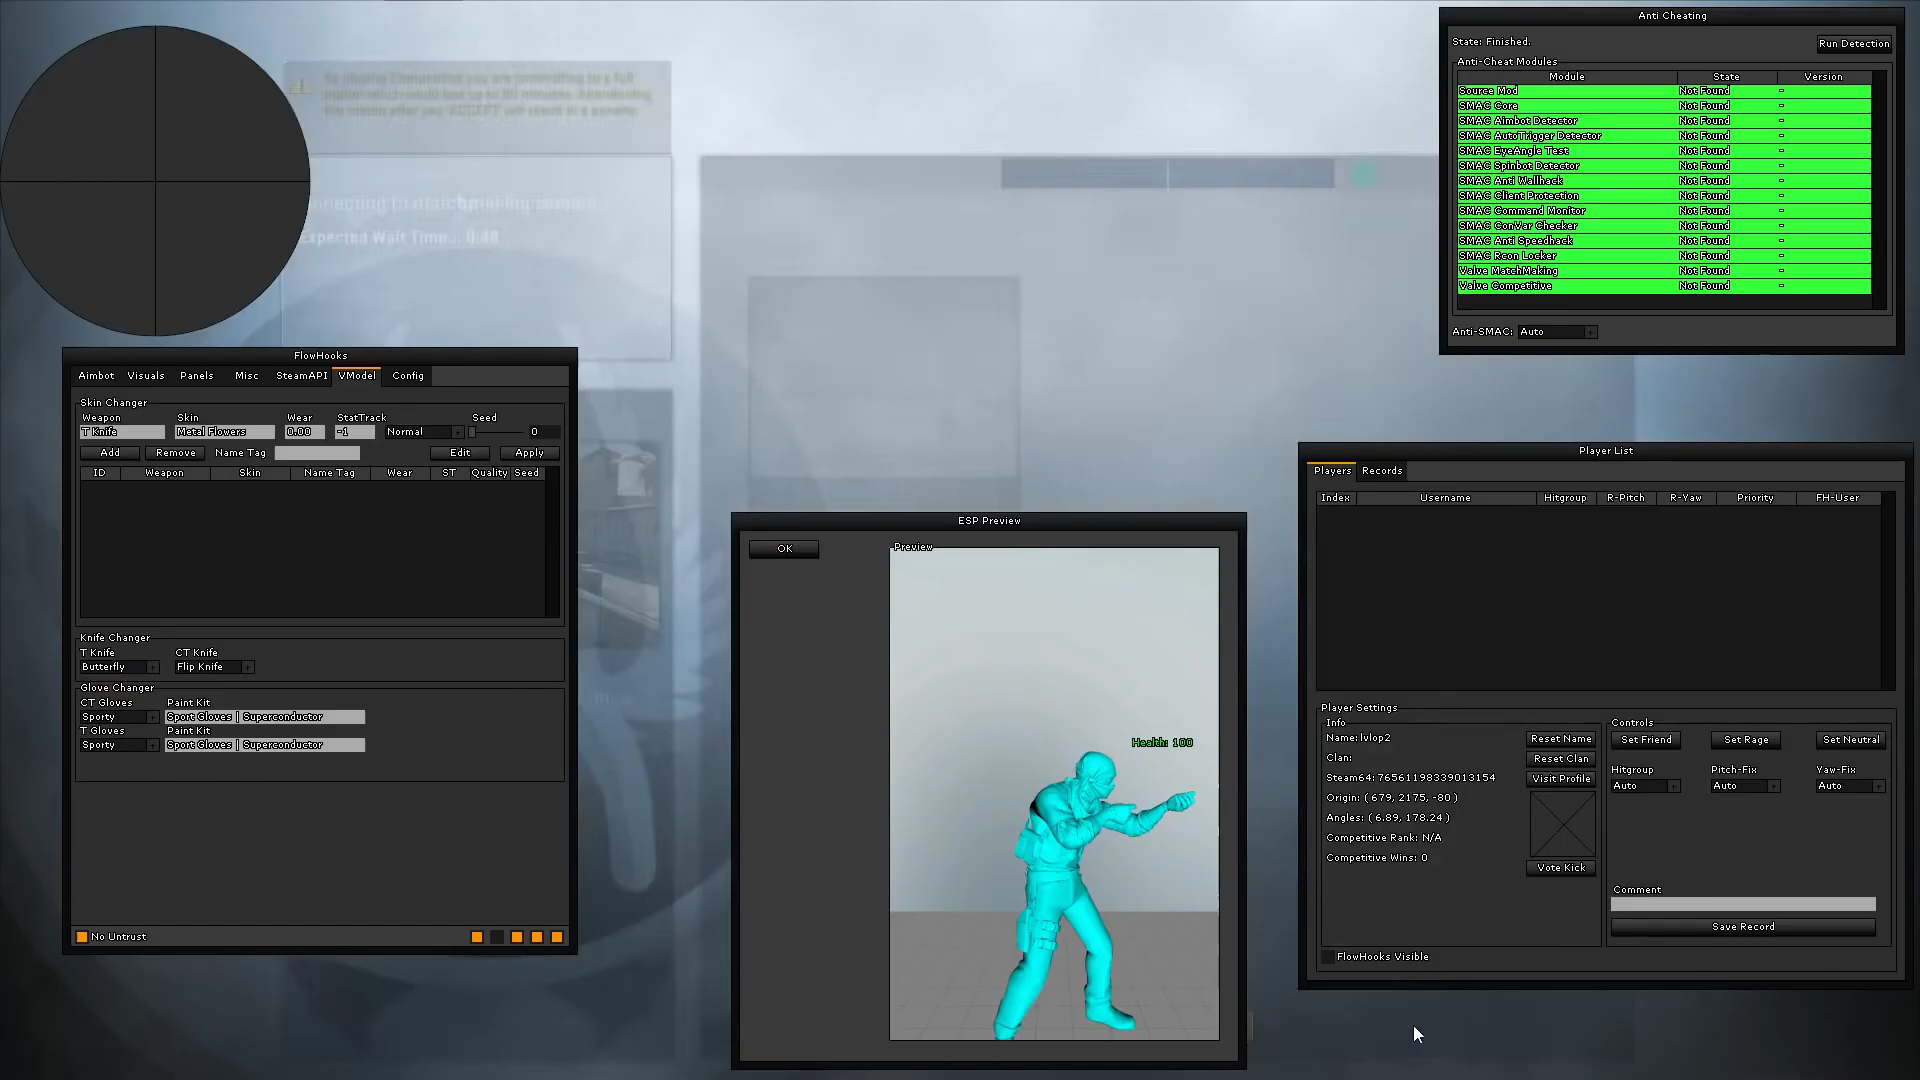 Anti Cheating
State: Finished.
Run Detection
Anti-Cheat Modules
Module State Version
Source Mod Not Found -
SMAC Core Not Found -
SMAC Aimbot Detector Not Found -
SMAC AutoTrigger Detector Not Found -
SMAC EyeAngle Test Not Found -
SMAC Spinbot Detector Not Found -
SMAC Anti Wallhack Not Found -
SMAC Client Protection Not Found -
SMAC Command Monitor Not Found -
SMAC ConVar Checker Not Found -
SMAC Anti Speedhack Not Found -
SMAC Rcon Locker Not Found -
Valve MatchMaking Not Found -
Valve Competitive Not Found -
Anti-SMAC: Auto +
Expected Wait Time:
FlowHooks
Aimbot Visuals Panels Misc SteamAPI VModel Config
Skin Changer
Weapon Skin Wear StatTrack Seed
T Knife Metal Flowers 0.00 -1 Normal + 0
Add Remove Name Tag Edit Apply
ID Weapon Skin Name Tag Wear ST Quality Seed
Knife Changer
T Knife CT Knife
Butterfly + Flip Knife +
Glove Changer
CT Gloves Paint Kit
Sporty + Sport Gloves | Superconductor
T Gloves Paint Kit
Sporty + Sport Gloves | Superconductor
No Untrust
ESP Preview
OK
Preview
Health: 100
Player List
Players Records
Index Username Hitgroup R-Pitch R-Yaw Priority FH-User
Player Settings
Info
Name: lvlop2
Reset Name
Clan:
Reset Clan
Steam64: 76561198339013154
Visit Profile
Origin: ( 679, 2175, -80 )
Angles: ( 6.89, 178.24 )
Competitive Rank: N/A
Competitive Wins: 0
Vote Kick
Controls
Set Friend Set Rage Set Neutral
Hitgroup Pitch-Fix Yaw-Fix
Auto + Auto + Auto +
Comment
Save Record
FlowHooks Visible